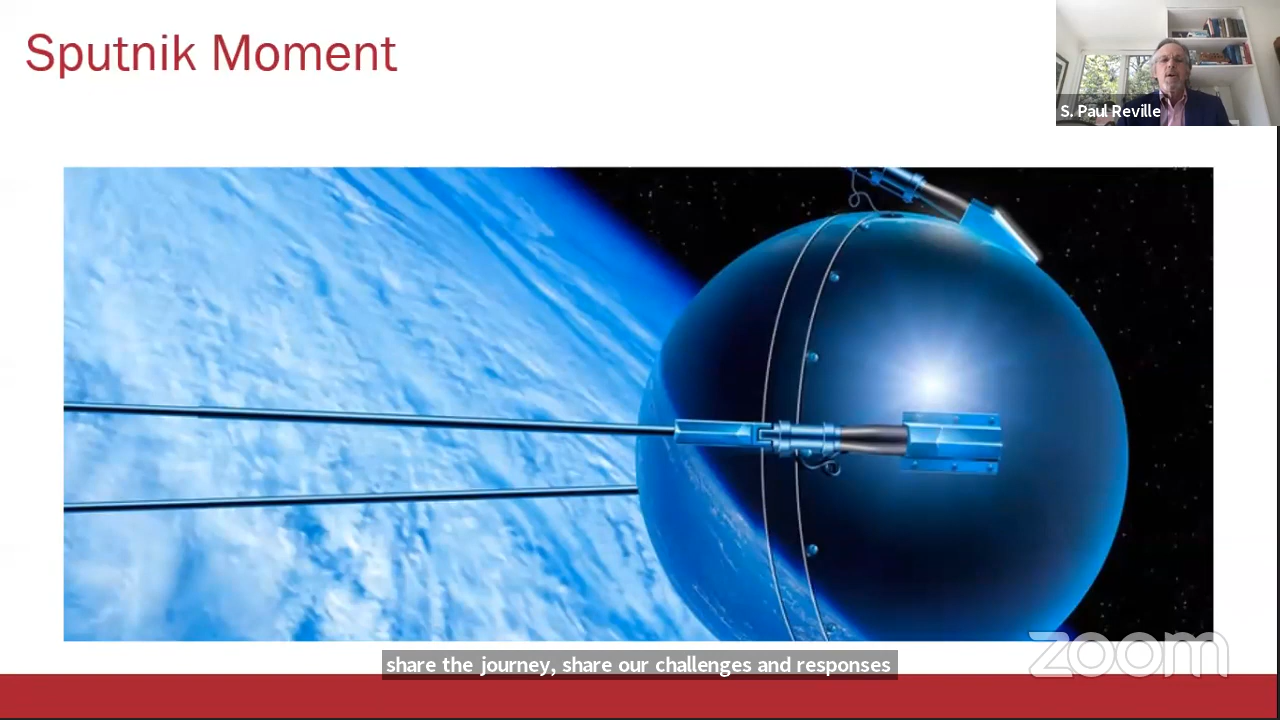 Sputnik Moment
S. Paul Reville
share the journey, share our challenges and responses
zoom